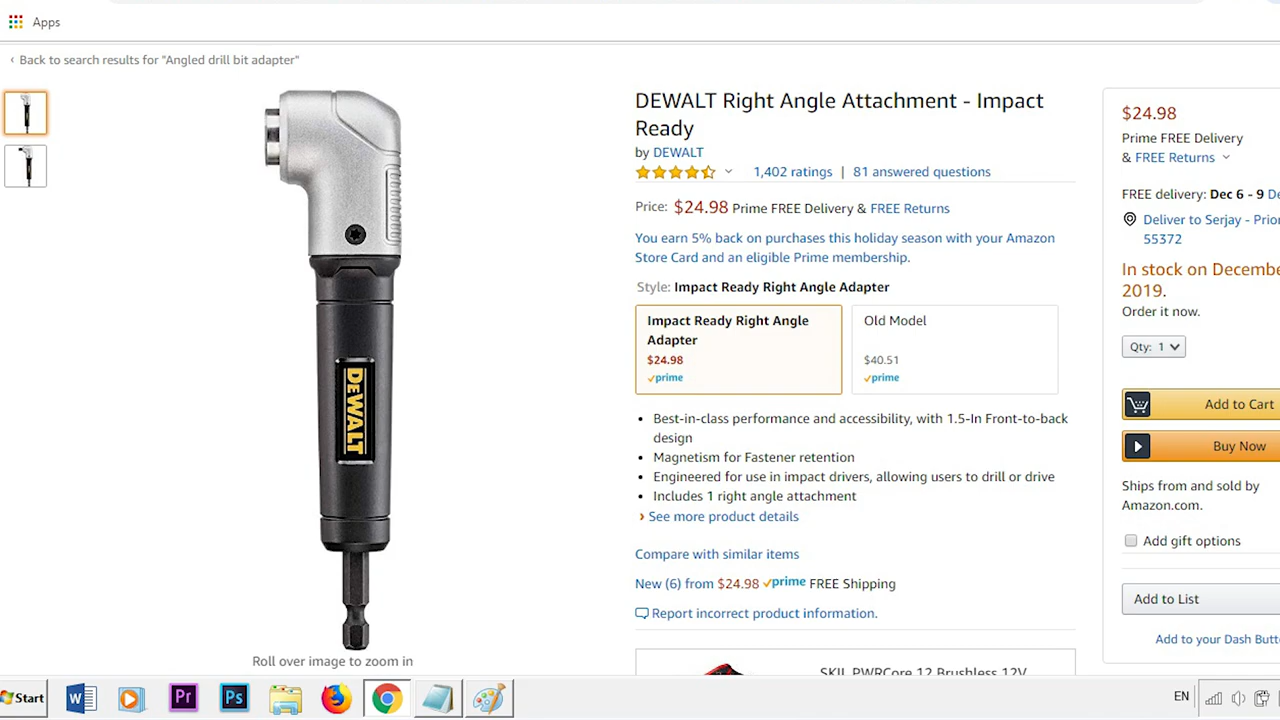 Apps
‹ Back to search results for "Angled drill bit adapter"
DEWALT
Roll over image to zoom in
DEWALT Right Angle Attachment - Impact
Ready
by DEWALT
1,402 ratings | 81 answered questions
Price: $24.98 Prime FREE Delivery & FREE Returns
You earn 5% back on purchases this holiday season with your Amazon
Store Card and an eligible Prime membership.
Style: Impact Ready Right Angle Adapter
Impact Ready Right Angle
Adapter
$24.98
prime
Old Model
$40.51
prime
• Best-in-class performance and accessibility, with 1.5-In Front-to-back
design
• Magnetism for Fastener retention
• Engineered for use in impact drivers, allowing users to drill or drive
• Includes 1 right angle attachment
› See more product details
Compare with similar items
New (6) from $24.98 prime FREE Shipping
Report incorrect product information.
SKIL PWRCore 12 Brushless 12V
$24.98
Prime FREE Delivery
& FREE Returns
FREE delivery: Dec 6 - 9
Deliver to Serjay -
55372
In stock on
2019.
Order it now.
Qty: 1
Add to Cart
Buy Now
Ships from and sold by
Amazon.com.
Add gift options
Add to List
Add to your Dash
Start
W
Pr
Ps
EN